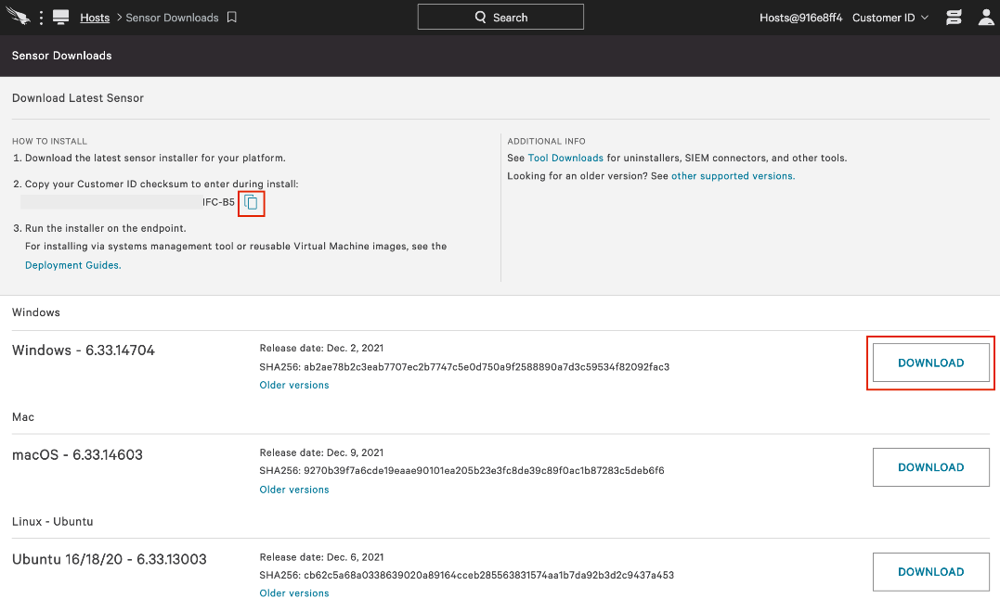 Hosts > Sensor Downloads
Search
Hosts@916e8ff4 Customer ID
Sensor Downloads
Download Latest Sensor
HOW TO INSTALL
1. Download the latest sensor installer for your platform.
2. Copy your Customer ID checksum to enter during install:
IFC-B5
3. Run the installer on the endpoint.
For installing via systems management tool or reusable Virtual Machine images, see the
Deployment Guides.
ADDITIONAL INFO
See Tool Downloads for uninstallers, SIEM connectors, and other tools.
Looking for an older version? See other supported versions.
Windows
Windows - 6.33.14704
Release date: Dec. 2, 2021
SHA256: ab2ae78b2c3eab7707ec2b7747c5e0d750a9f2588890a7d3c59534f82092fac3
Older versions
DOWNLOAD
Mac
macOS - 6.33.14603
Release date: Dec. 9, 2021
SHA256: 9270b39f7a6cde19eaae90101ea205b23e3fc8de39c89f0ac1b87283c5deb6f6
Older versions
DOWNLOAD
Linux - Ubuntu
Ubuntu 16/18/20 - 6.33.13003
Release date: Dec. 6, 2021
SHA256: cb62c5a68a0338639020a89164cceb285563831574aa1b7da92b3d2c9437a453
Older versions
DOWNLOAD